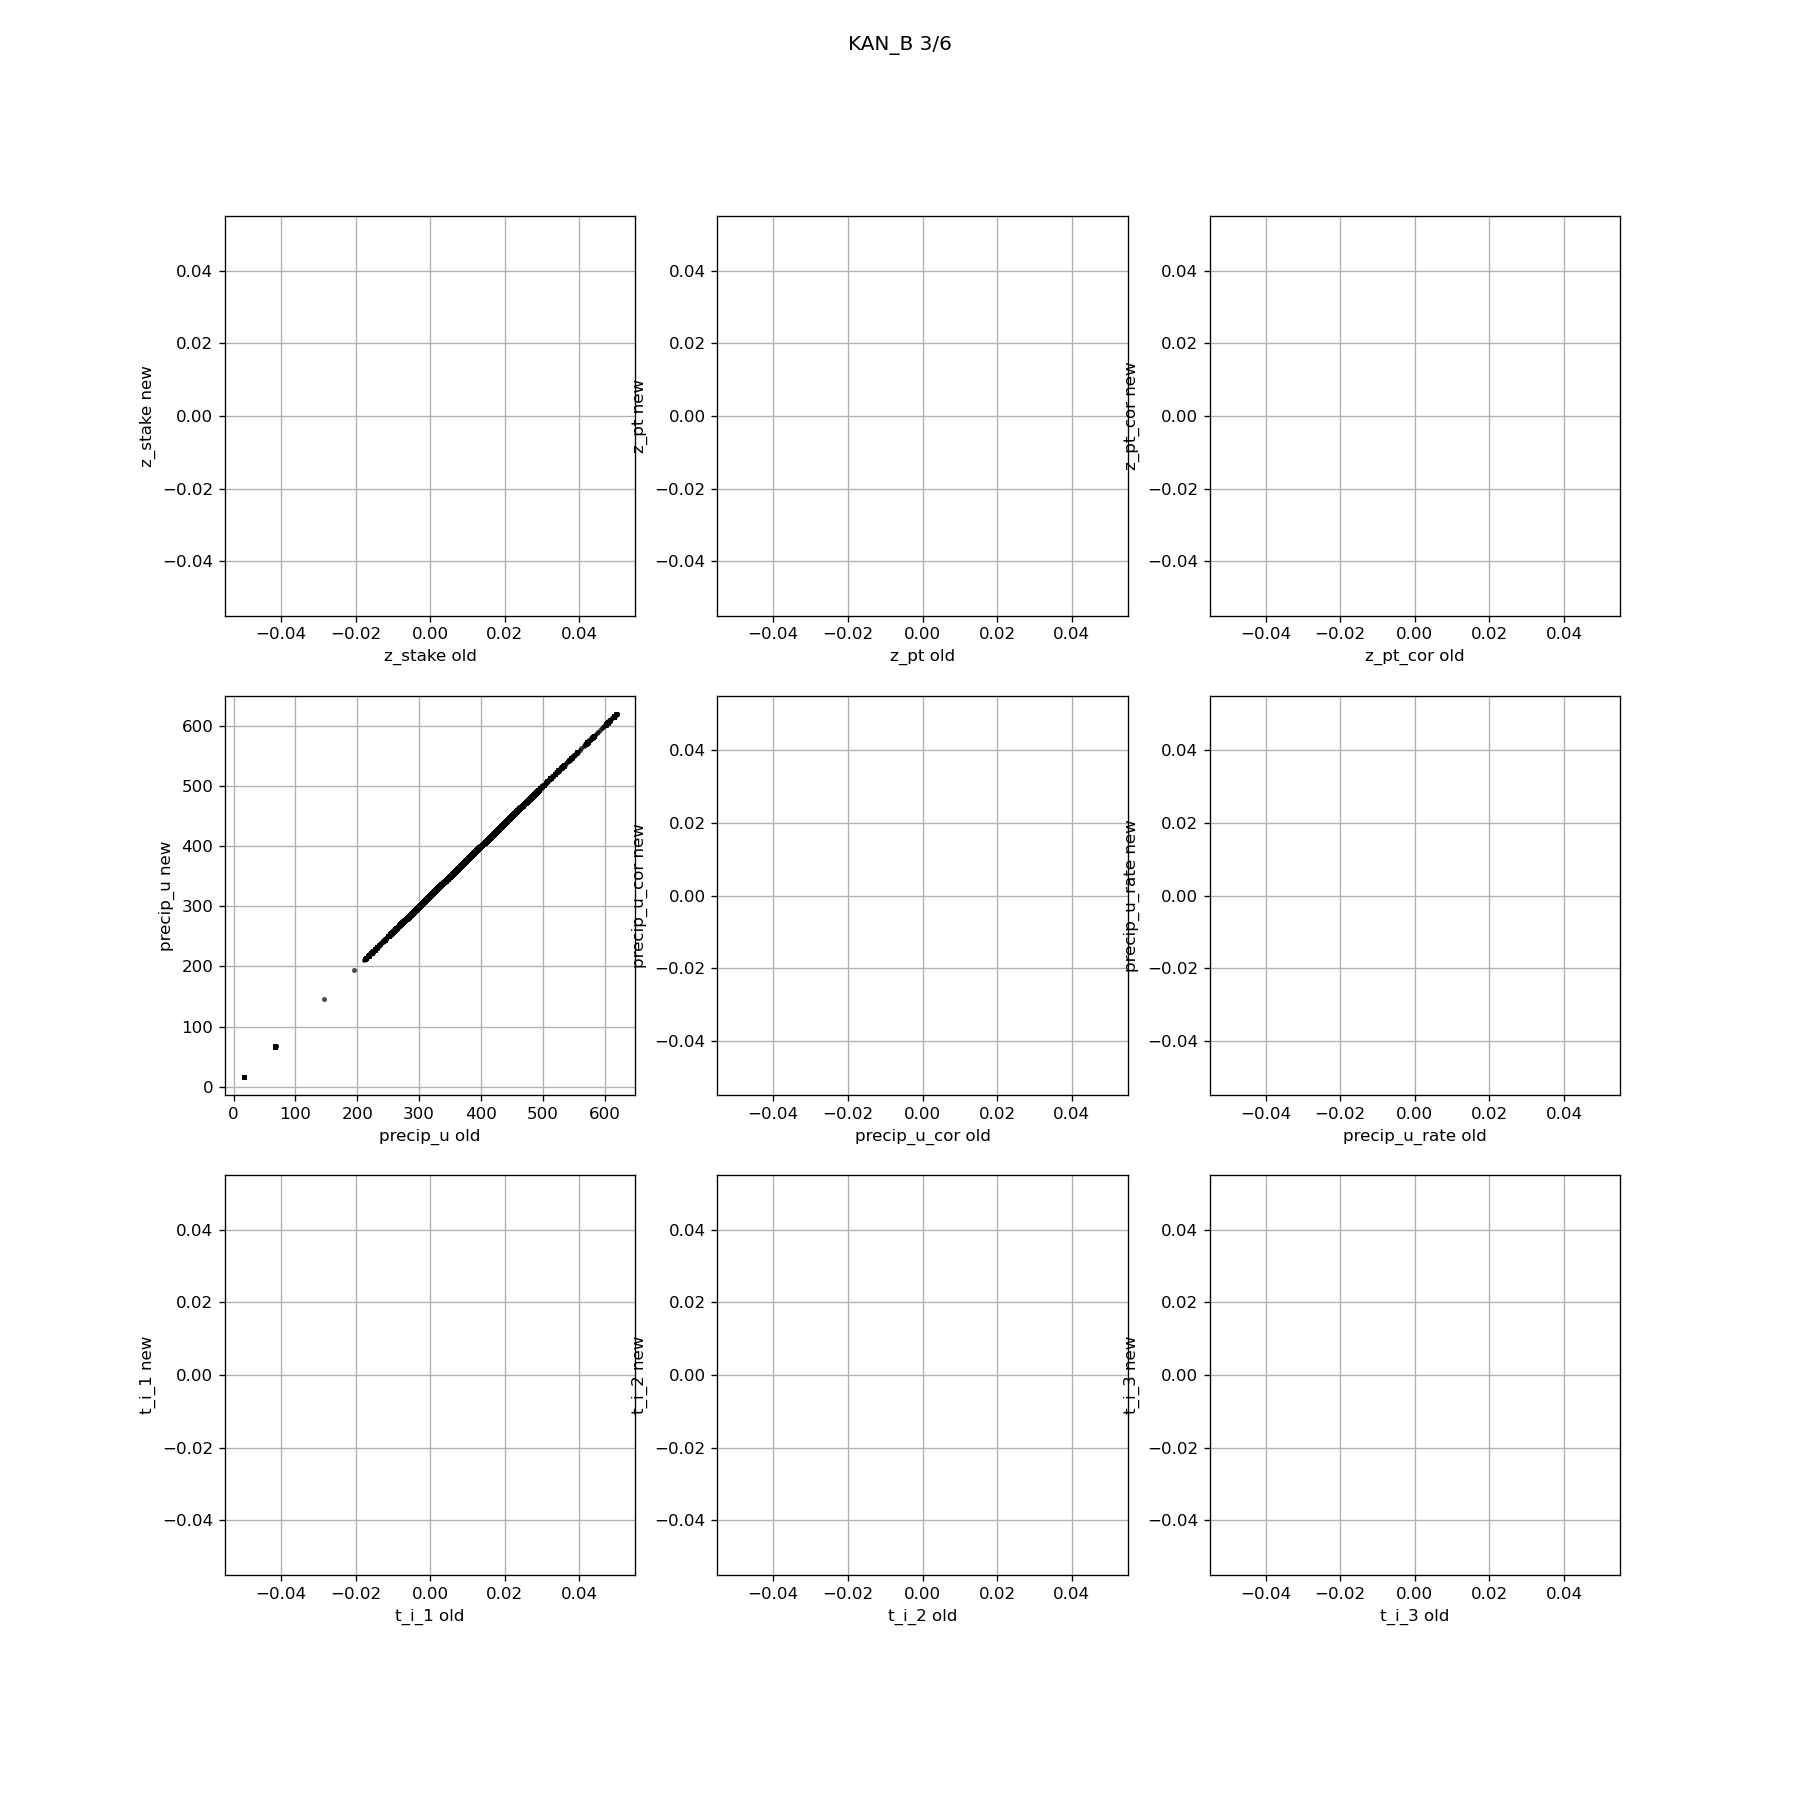 KAN_B 3/6
0.04
0.02
0.00
−0.02
−0.04
z_stake new
−0.04 −0.02 0.00 0.02 0.04
z_stake old
0.04
0.02
0.00
−0.02
−0.04
z_pt new
−0.04 −0.02 0.00 0.02 0.04
z_pt old
0.04
0.02
0.00
−0.02
−0.04
z_pt_cor new
−0.04 −0.02 0.00 0.02 0.04
z_pt_cor old
600
500
400
300
200
100
0
precip_u new
0 100 200 300 400 500 600
precip_u old
0.04
0.02
0.00
−0.02
−0.04
precip_u_cor new
−0.04 −0.02 0.00 0.02 0.04
precip_u_cor old
0.04
0.02
0.00
−0.02
−0.04
precip_u_rate new
−0.04 −0.02 0.00 0.02 0.04
precip_u_rate old
0.04
0.02
0.00
−0.02
−0.04
t_i_1 new
−0.04 −0.02 0.00 0.02 0.04
t_i_1 old
0.04
0.02
0.00
−0.02
−0.04
t_i_2 new
−0.04 −0.02 0.00 0.02 0.04
t_i_2 old
0.04
0.02
0.00
−0.02
−0.04
t_i_3 new
−0.04 −0.02 0.00 0.02 0.04
t_i_3 old